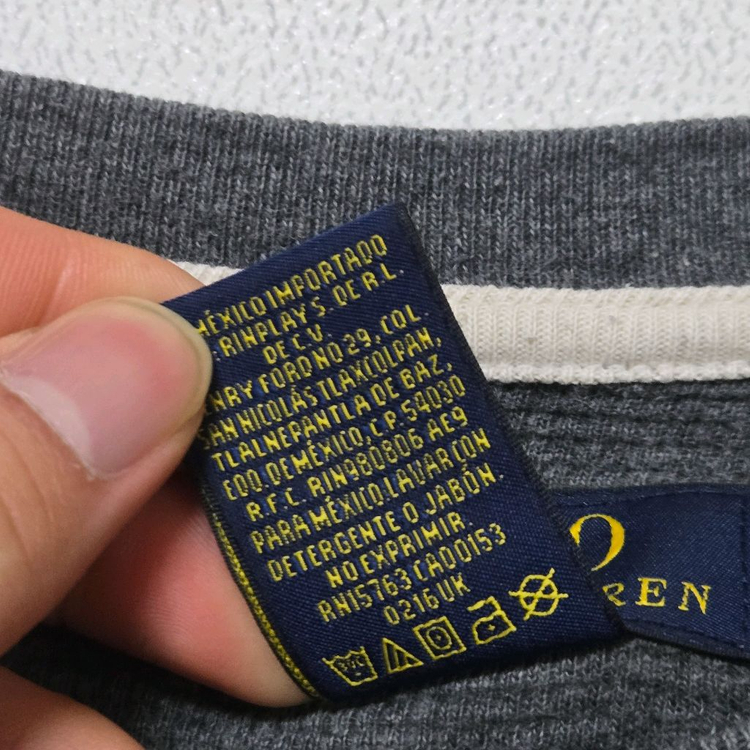 MÉXICO IMPORTADO
RINPLAY S. DE R.L.
DE C.V.
NRY FORD NO 29, COL.
SAN NICOLÁS TLAXCOLPAN,
TLALNEPANTLA DE BAZ,
EDO. DE MÉXICO, C.P. 54030
R.F.C. RIN980806 AE9
PARA MÉXICO:LAVAR CON
DETERGENTE O JABÓN
NO EXPRIMIR.
RN15763 CA00153
0216 UK
30C
O
REN